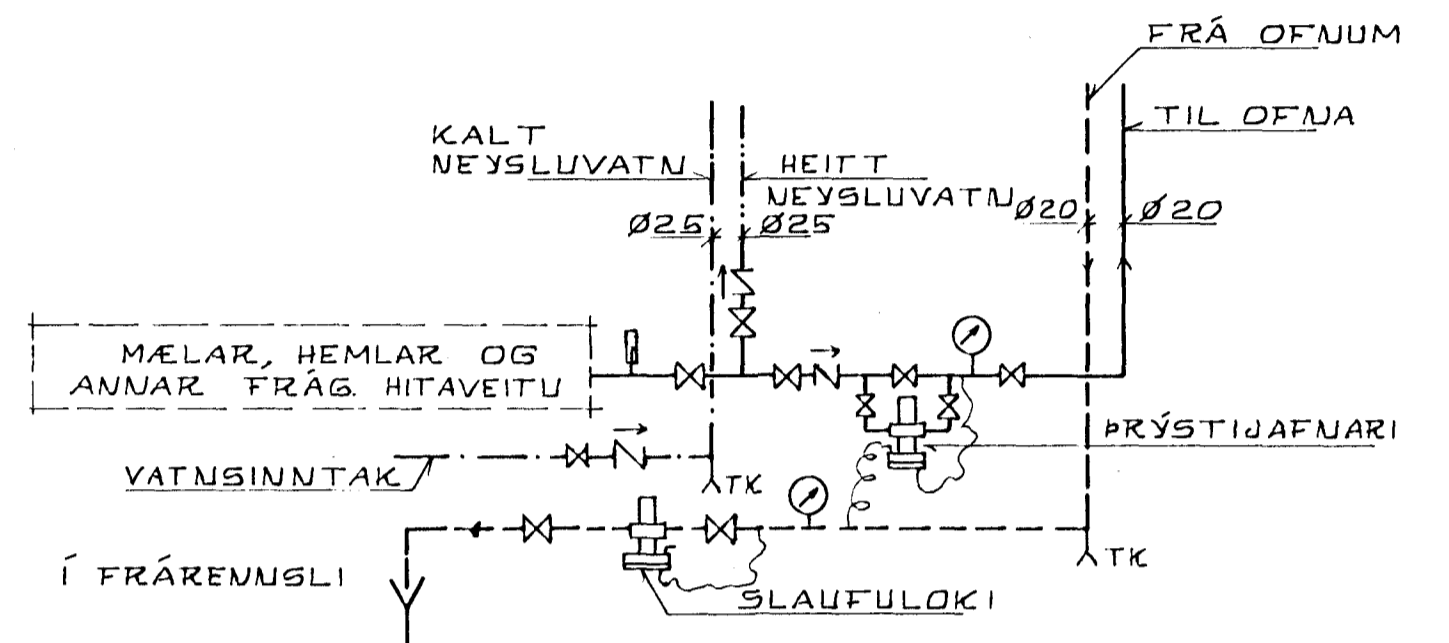 FRÁ OFNUM
TIL OFNA
KALT
NEYSLUVATN
HEITT
NEYSLUVATN
Ø20
Ø20
Ø25
Ø25
MÆLAR, HEMLAR OG
ANNAR FRÁG. HITAVEITU
ÞRÝSTIJAFNARI
VATNSINNTAK
TK
TK
Í FRÁRENNSLI
SLAUFULOKI